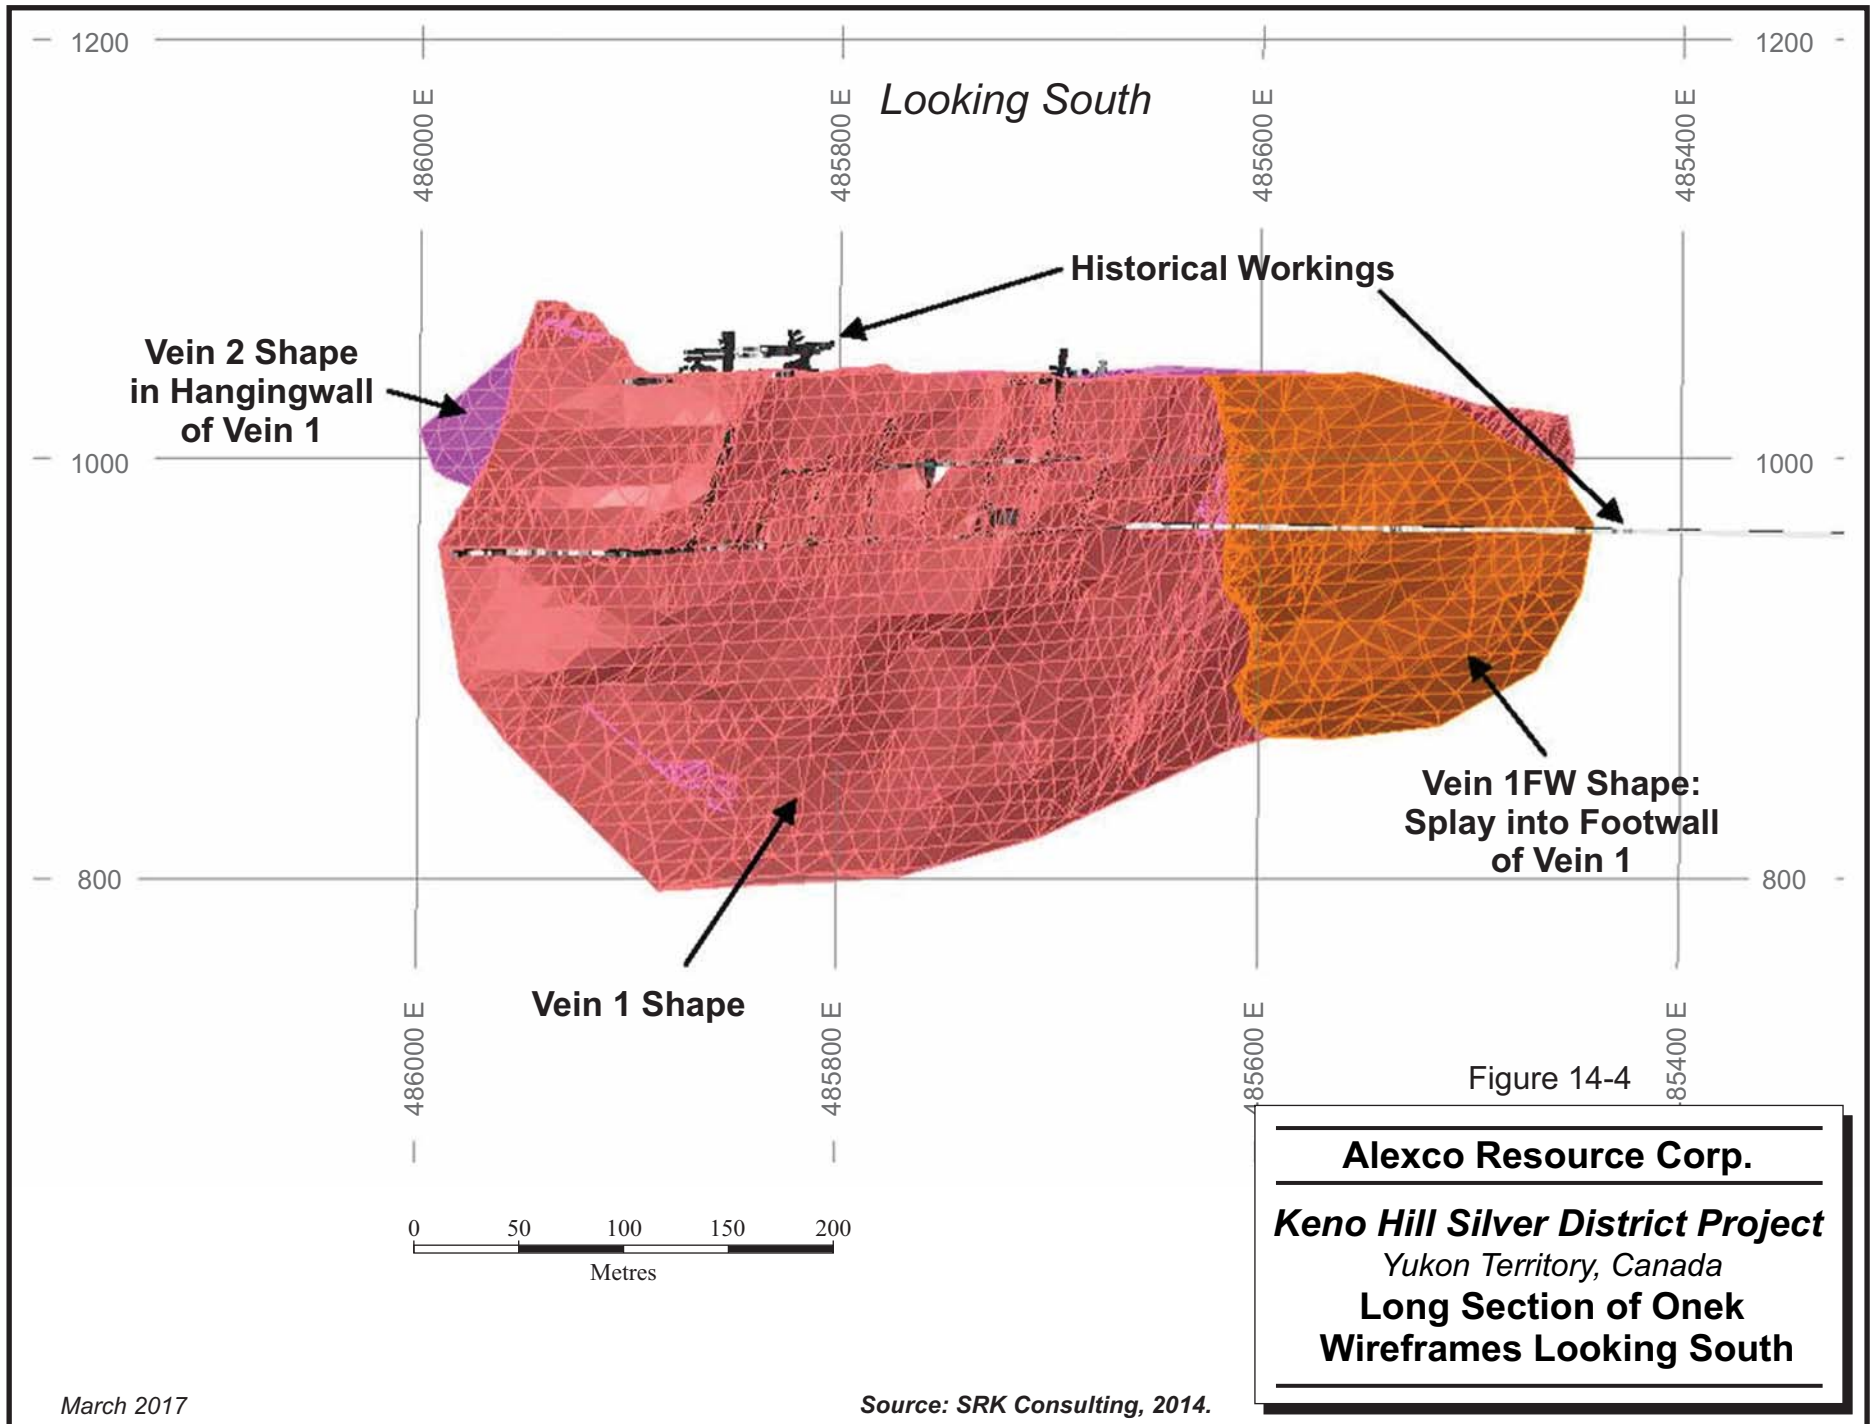 1200
1200
486000 E
485800 E
Looking South
485600 E
485400 E
Historical Workings
Vein 2 Shape
in Hangingwall
of Vein 1
1000
1000
Vein 1FW Shape:
Splay into Footwall
of Vein 1
800
800
Vein 1 Shape
486000 E
485800 E
485600 E
85400 E
Figure 14-4
Alexco Resource Corp.
Keno Hill Silver District Project
Yukon Territory, Canada
Long Section of Onek
Wireframes Looking South
0 50 100 150 200
Metres
March 2017
Source: SRK Consulting, 2014.